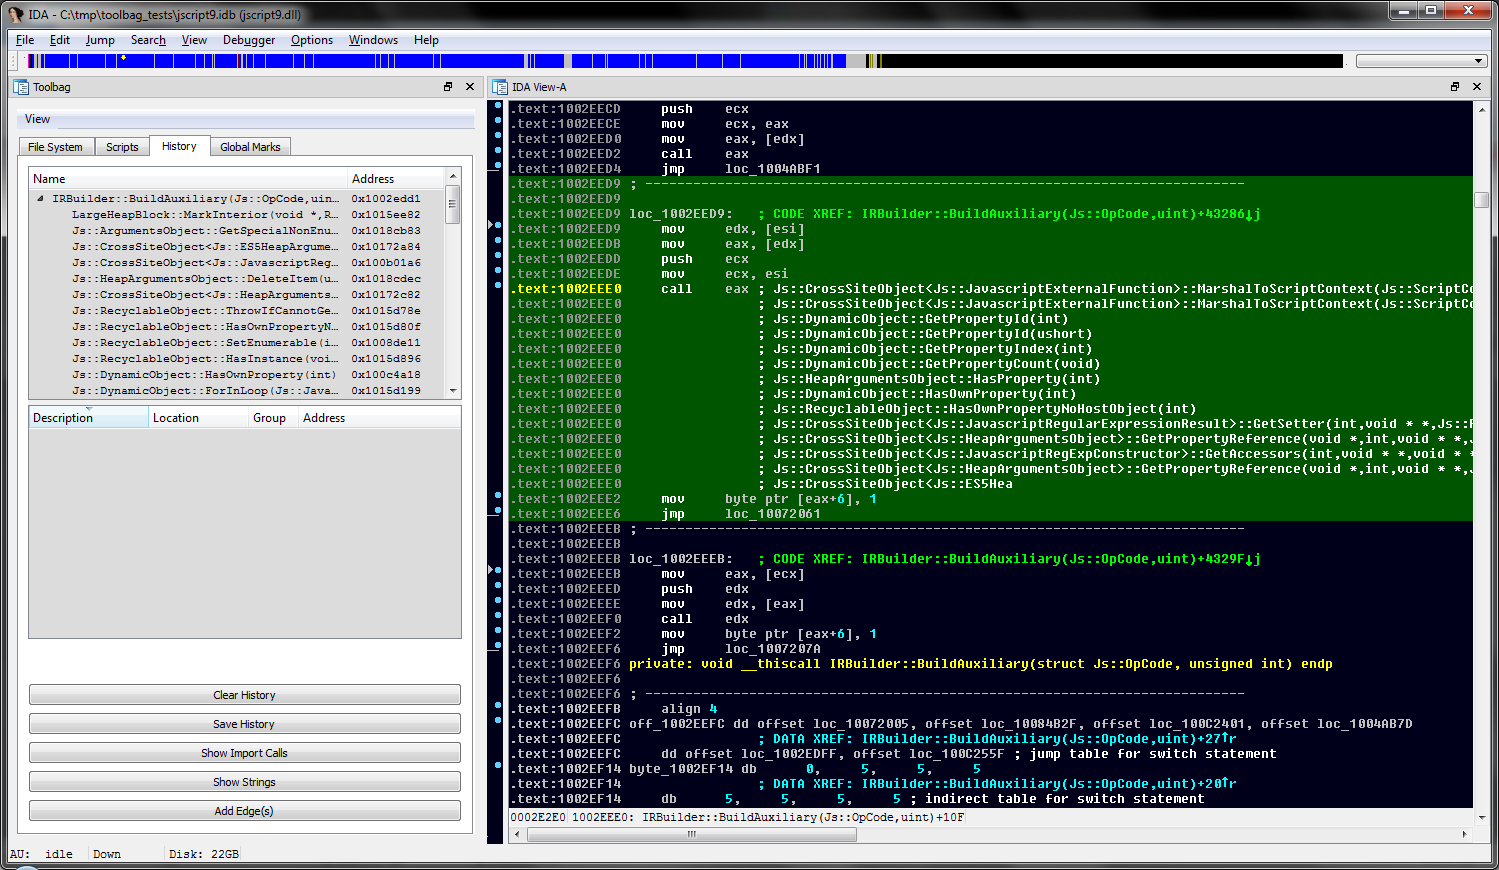 IDA - C:\tmp\toolbag_tests\jscript9.idb (jscript9.dll)
File Edit Jump Search View Debugger Options Windows Help
Toolbag
View
File System Scripts History Global Marks
Name Address
IRBuilder::BuildAuxiliary(Js::OpCode,uin... 0x1002edd1
LargeHeapBlock::MarkInterior(void *,R... 0x1015ee82
Js::ArgumentsObject::GetSpecialNonEnu... 0x1018cb83
Js::CrossSiteObject<Js::ES5HeapArgume... 0x10172a84
Js::CrossSiteObject<Js::JavascriptReg... 0x100b01a6
Js::HeapArgumentsObject::DeleteItem(u... 0x1018cdec
Js::CrossSiteObject<Js::HeapArguments... 0x10172c82
Js::RecyclableObject::ThrowIfCannotGe... 0x1015d78e
Js::RecyclableObject::HasOwnPropertyN... 0x1015d80f
Js::RecyclableObject::SetEnumerable(i... 0x1008de11
Js::RecyclableObject::HasInstance(voi... 0x1015d896
Js::DynamicObject::HasOwnProperty(int) 0x100c4a18
Js::DynamicObject::ForInLoop(Js::Java... 0x1015d199
Description Location Group Address
Clear History
Save History
Show Import Calls
Show Strings
Add Edge(s)
IDA View-A
.text:1002EECD push ecx
.text:1002EECE mov ecx, eax
.text:1002EED0 mov eax, [edx]
.text:1002EED2 call eax
.text:1002EED4 jmp loc_1004ABF1
.text:1002EED9 ; ---------------------------------------------------------------------------
.text:1002EED9
.text:1002EED9 loc_1002EED9: ; CODE XREF: IRBuilder::BuildAuxiliary(Js::OpCode,uint)+43286↓j
.text:1002EED9 mov edx, [esi]
.text:1002EEDB mov eax, [edx]
.text:1002EEDD push ecx
.text:1002EEDE mov ecx, esi
.text:1002EEE0 call eax ; Js::CrossSiteObject<Js::JavascriptExternalFunction>::MarshalToScriptContext(Js::ScriptCo
.text:1002EEE0 ; Js::CrossSiteObject<Js::JavascriptExternalFunction>::MarshalToScriptContext(Js::ScriptCo
.text:1002EEE0 ; Js::DynamicObject::GetPropertyId(int)
.text:1002EEE0 ; Js::DynamicObject::GetPropertyId(ushort)
.text:1002EEE0 ; Js::DynamicObject::GetPropertyIndex(int)
.text:1002EEE0 ; Js::DynamicObject::GetPropertyCount(void)
.text:1002EEE0 ; Js::HeapArgumentsObject::HasProperty(int)
.text:1002EEE0 ; Js::DynamicObject::HasOwnProperty(int)
.text:1002EEE0 ; Js::RecyclableObject::HasOwnPropertyNoHostObject(int)
.text:1002EEE0 ; Js::CrossSiteObject<Js::JavascriptRegularExpressionResult>::GetSetter(int,void * *,Js::P
.text:1002EEE0 ; Js::CrossSiteObject<Js::HeapArgumentsObject>::GetPropertyReference(void *,int,void * *,J
.text:1002EEE0 ; Js::CrossSiteObject<Js::JavascriptRegExpConstructor>::GetAccessors(int,void * *,void * *
.text:1002EEE0 ; Js::CrossSiteObject<Js::HeapArgumentsObject>::GetPropertyReference(void *,int,void * *,J
.text:1002EEE0 ; Js::CrossSiteObject<Js::ES5Hea
.text:1002EEE2 mov byte ptr [eax+6], 1
.text:1002EEE6 jmp loc_10072061
.text:1002EEEB ; ---------------------------------------------------------------------------
.text:1002EEEB
.text:1002EEEB loc_1002EEEB: ; CODE XREF: IRBuilder::BuildAuxiliary(Js::OpCode,uint)+4329F↓j
.text:1002EEEB mov eax, [ecx]
.text:1002EEED push edx
.text:1002EEEE mov edx, [eax]
.text:1002EEF0 call edx
.text:1002EEF2 mov byte ptr [eax+6], 1
.text:1002EEF6 jmp loc_1007207A
.text:1002EEF6 private: void __thiscall IRBuilder::BuildAuxiliary(struct Js::OpCode, unsigned int) endp
.text:1002EEF6
.text:1002EEF6 ; ---------------------------------------------------------------------------
.text:1002EEFB align 4
.text:1002EEFC off_1002EEFC dd offset loc_10072005, offset loc_10084B2F, offset loc_100C2401, offset loc_1004AB7D
.text:1002EEFC ; DATA XREF: IRBuilder::BuildAuxiliary(Js::OpCode,uint)+27↑r
.text:1002EEFC dd offset loc_1002EDFF, offset loc_100C255F ; jump table for switch statement
.text:1002EF14 byte_1002EF14 db 0, 5, 5, 5
.text:1002EF14 ; DATA XREF: IRBuilder::BuildAuxiliary(Js::OpCode,uint)+20↑r
.text:1002EF14 db 5, 5, 5, 5 ; indirect table for switch statement
0002E2E0 1002EEE0: IRBuilder::BuildAuxiliary(Js::OpCode,uint)+10F
AU: idle Down Disk: 22GB